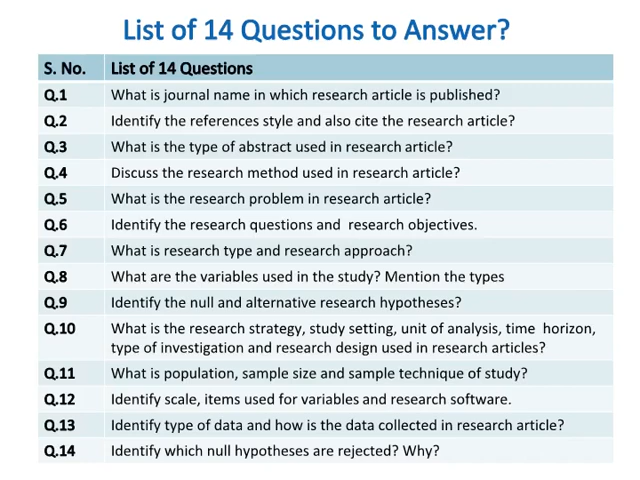 List of 14 Questions to Answer?
S. No. List of 14 Questions
Q.1 What is journal name in which research article is published?
Q.2 Identify the references style and also cite the research article?
Q.3 What is the type of abstract used in research article?
Q.4 Discuss the research method used in research article?
Q.5 What is the research problem in research article?
Q.6 Identify the research questions and research objectives.
Q.7 What is research type and research approach?
Q.8 What are the variables used in the study? Mention the types
Q.9 Identify the null and alternative research hypotheses?
Q.10 What is the research strategy, study setting, unit of analysis, time horizon,
type of investigation and research design used in research articles?
Q.11 What is population, sample size and sample technique of study?
Q.12 Identify scale, items used for variables and research software.
Q.13 Identify type of data and how is the data collected in research article?
Q.14 Identify which null hypotheses are rejected? Why?